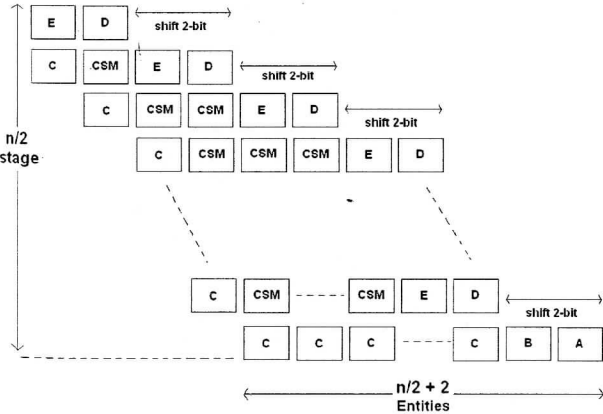 E D shift 2-bit
C CSM E D shift 2-bit
C CSM CSM E D shift 2-bit
C CSM CSM CSM E D
n/2
stage
C CSM CSM E D
shift 2-bit
C C C C B A
n/2 + 2
Entities